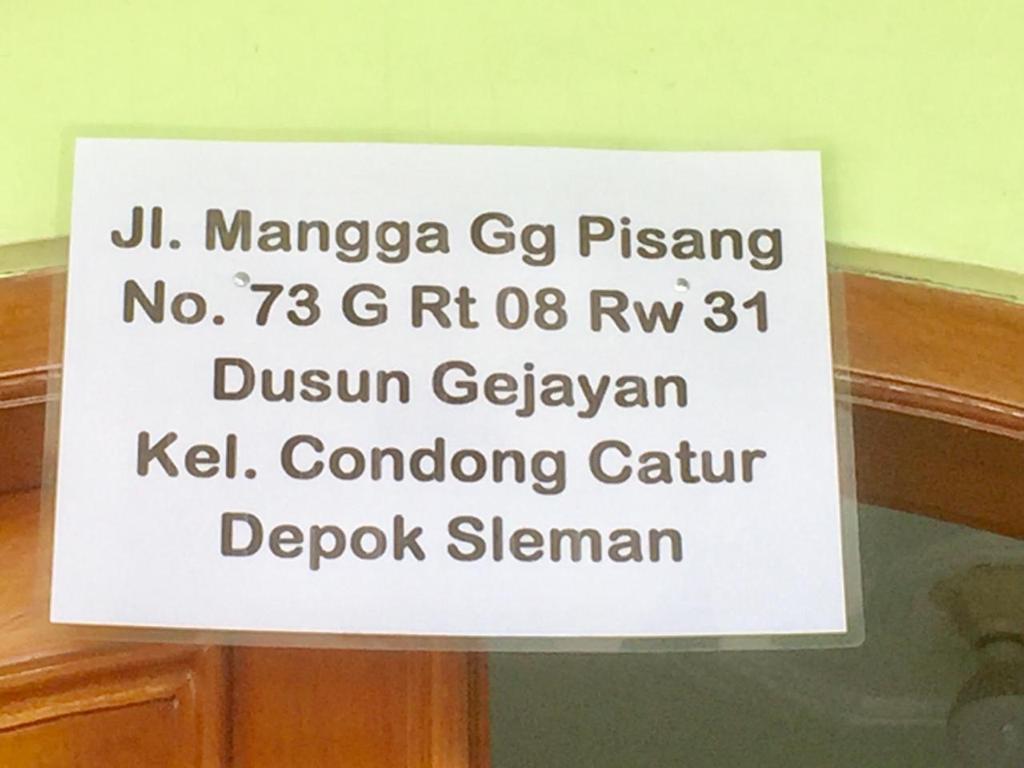 Jl. Mangga Gg Pisang
No. 73 G Rt 08 Rw 31
Dusun Gejayan
Kel. Condong Catur
Depok Sleman